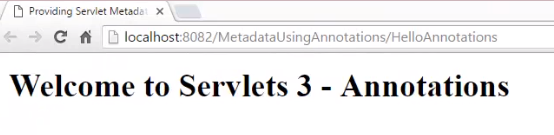 Providing Servlet Metadat
localhost:8082/MetadataUsingAnnotations/HelloAnnotations
Welcome to Servlets 3 - Annotations